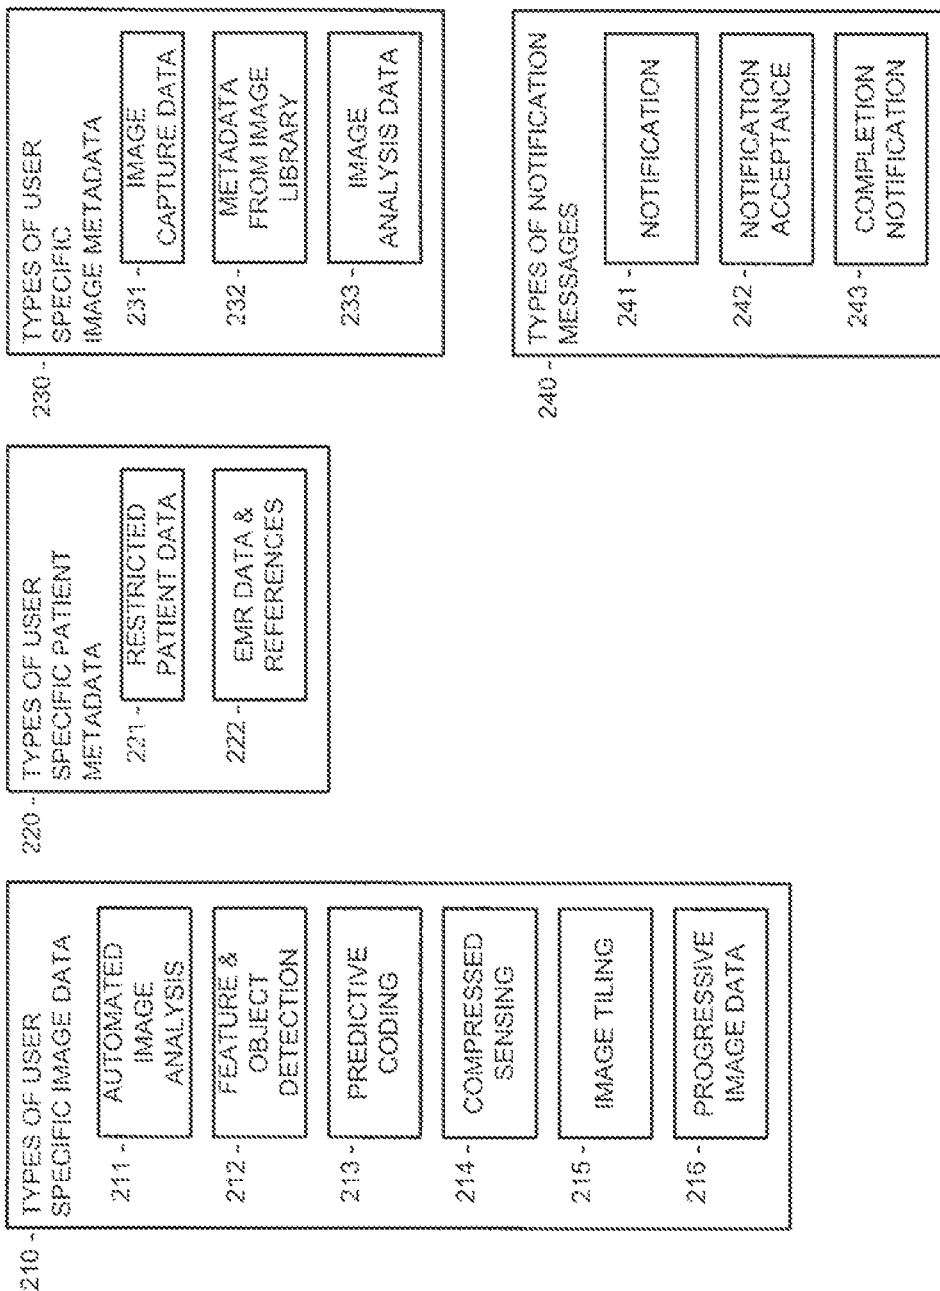 210 ~ TYPES OF USER
SPECIFIC IMAGE DATA
211 ~ AUTOMATED
IMAGE
ANALYSIS
212 ~ FEATURE &
OBJECT
DETECTION
213 ~ PREDICTIVE
CODING
214 ~ COMPRESSED
SENSING
215 ~ IMAGE TILING
216 ~ PROGRESSIVE
IMAGE DATA
220 ~ TYPES OF USER
SPECIFIC PATIENT
METADATA
221 ~ RESTRICTED
PATIENT DATA
222 ~ EMR DATA &
REFERENCES
230 ~ TYPES OF USER
SPECIFIC
IMAGE METADATA
231 ~ IMAGE
CAPTURE DATA
232 ~ METADATA
FROM IMAGE
LIBRARY
233 ~ IMAGE
ANALYSIS DATA
240 ~ TYPES OF NOTIFICATION
MESSAGES
241 ~ NOTIFICATION
242 ~ NOTIFICATION
ACCEPTANCE
243 ~ COMPLETION
NOTIFICATION